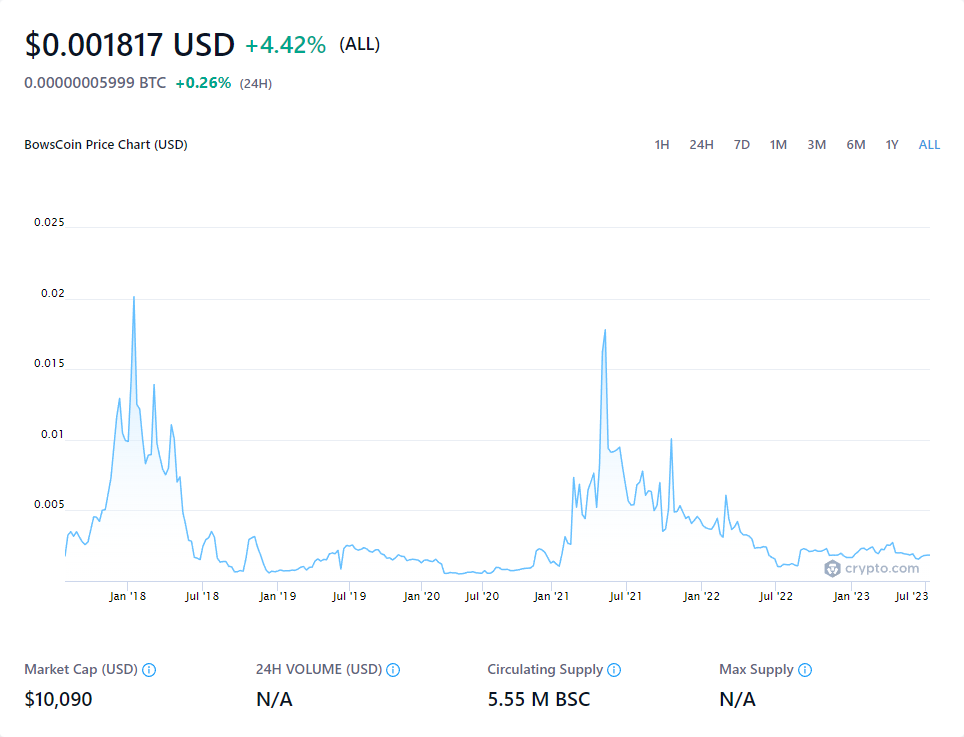 $0.001817 USD +4.42% (ALL)
0.00000005999 BTC +0.26% (24H)
BowsCoin Price Chart (USD) 1H 24H 7D 1M 3M 6M 1Y ALL
0.025
0.02
0.015
0.01
0.005
crypto.com
Jan '18 Jul '18 Jan '19 Jul '19 Jan '20 Jul '20 Jan '21 Jul '21 Jan '22 Jul '22 Jan '23 Jul '23
Market Cap (USD) 24H VOLUME (USD) Circulating Supply Max Supply
$10,090 N/A 5.55 M BSC N/A